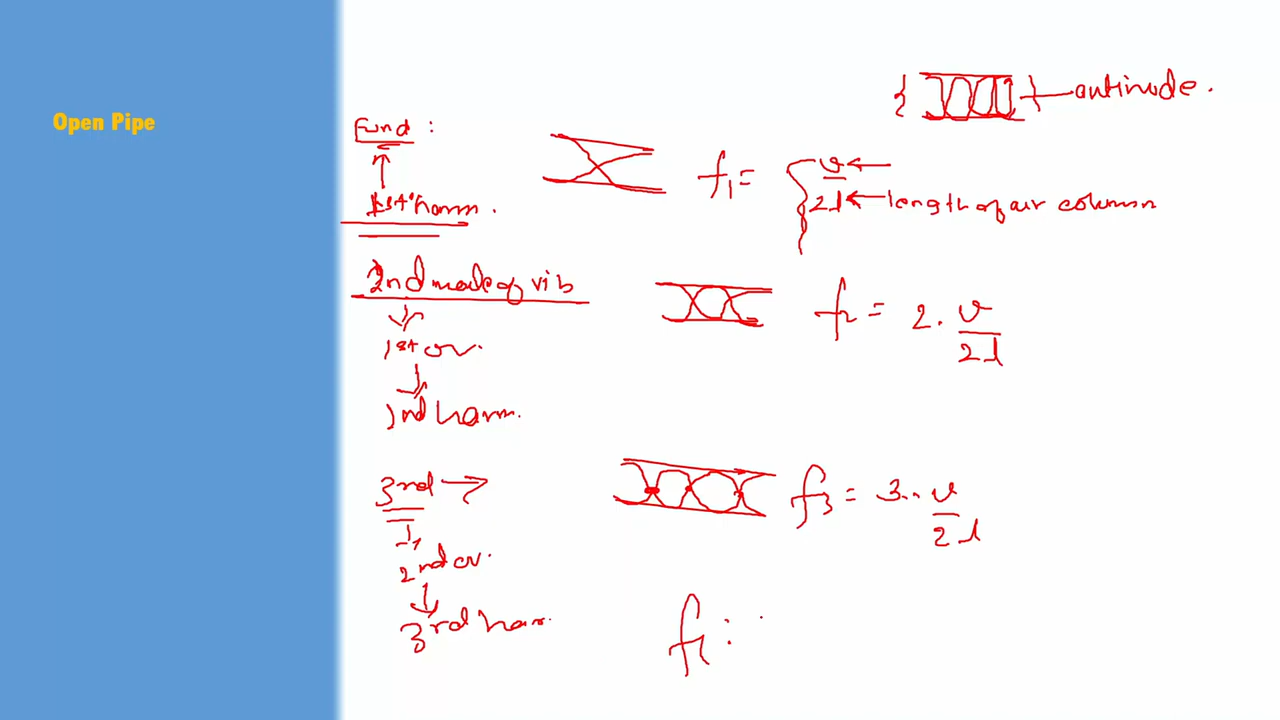 Open Pipe
antinode.
Fund :
f1 = v
2l length of air column
1st harm.
2nd mode of vib
f2 = 2. v
2l
1st ov.
2nd harm.
3rd →
f3 = 3.. v
2l
2nd ov.
3rd har.
f1 :